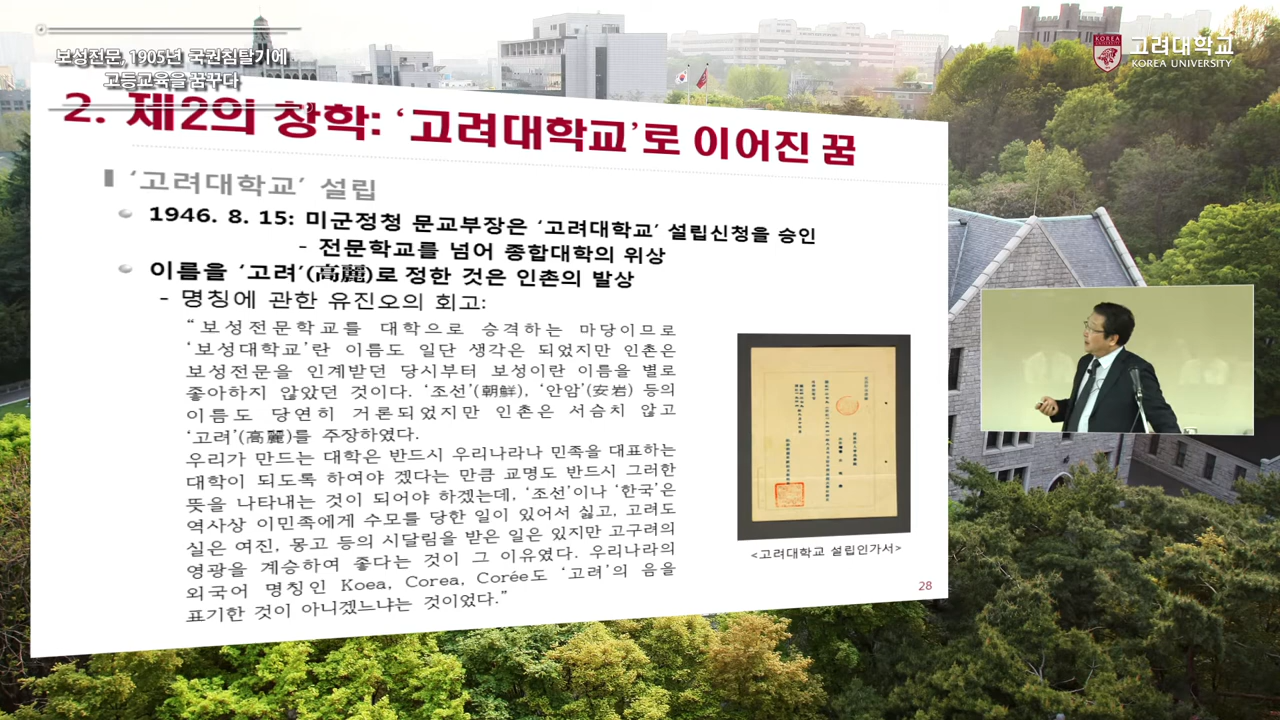 보성전문, 1905년 국권침탈기에
고등교육을 꿈꾸다
고려대학교
KOREA UNIVERSITY
2. 제2의 창학: ‘고려대학교’로 이어진 꿈
‘고려대학교’ 설립
1946. 8. 15: 미군정청 문교부장은 ‘고려대학교’ 설립신청을 승인
- 전문학교를 넘어 종합대학의 위상
이름을 ‘고려’(高麗)로 정한 것은 인촌의 발상
- 명칭에 관한 유진오의 회고:
“보성전문학교를 대학으로 승격하는 마당이므로
‘보성대학교’란 이름도 일단 생각은 되었지만 인촌은
보성전문을 인계받던 당시부터 보성이란 이름을 별로
좋아하지 않았던 것이다. ‘조선’(朝鮮), ‘안암’(安岩) 등의
이름도 당연히 거론되었지만 인촌은 서슴치 않고
‘고려’(高麗)를 주장하였다.
우리가 만드는 대학은 반드시 우리나라나 민족을 대표하는
대학이 되도록 하여야 겠다는 만큼 교명도 반드시 그러한
뜻을 나타내는 것이 되어야 하겠는데, ‘조선’이나 ‘한국’은
역사상 이민족에게 수모를 당한 일이 있어서 싫고, 고려도
실은 여진, 몽고 등의 시달림을 받은 일은 있지만 고구려의
영광을 계승하여 좋다는 것이 그 이유였다. 우리나라의
외국어 명칭인 Koea, Corea, Corée도 ‘고려’의 음을
표기한 것이 아니겠느냐는 것이었다.”
<고려대학교 설립인가서>
28